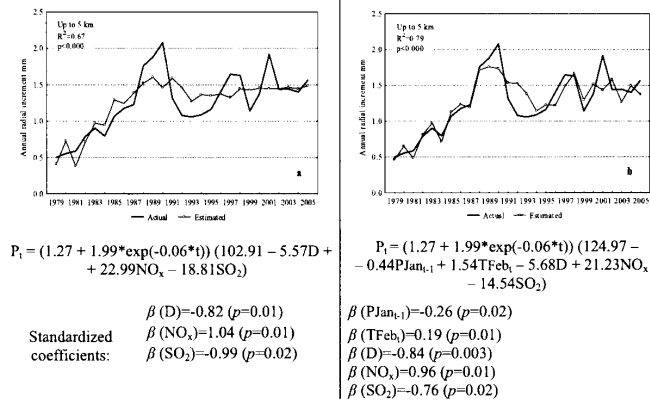 Up to 5 km
R²=0.67
p<0,000
Annual radial increment mm
2.5
2.0
1.5
1.0
0.5
0.0
a
1979 1981 1983 1985 1987 1989 1991 1993 1995 1997 1999 2001 2003 2005
Actual Estimated
Pₜ = (1.27 + 1.99*exp(-0.06*t)) (102.91 – 5.57D +
+ 22.99NOₓ – 18.81SO₂)
Standardized
coefficients:
β (D)=-0.82 (p=0.01)
β (NOₓ)=1.04 (p=0.01)
β (SO₂)=-0.99 (p=0.02)
Up to 5 km
R²=0.79
p<0 000
Annual radial increment mm
2.5
2.0
1.5
1.0
0.5
0.0
b
1979 1981 1983 1985 1987 1989 1991 1993 1995 1997 1999 2001 2003 2005
Actual Estimated
Pₜ = (1.27 + 1.99*exp(-0.06*t)) (124.97 –
– 0.44PJanₜ₋₁ + 1.54TFebₜ – 5.68D + 21.23NOₓ
– 14.54SO₂)
β (PJanₜ₋₁)=-0.26 (p=0.02)
β (TFebₜ)=0.19 (p=0.01)
β (D)=-0.84 (p=0.003)
β (NOₓ)=0.96 (p=0.01)
β (SO₂)=-0.76 (p=0.02)